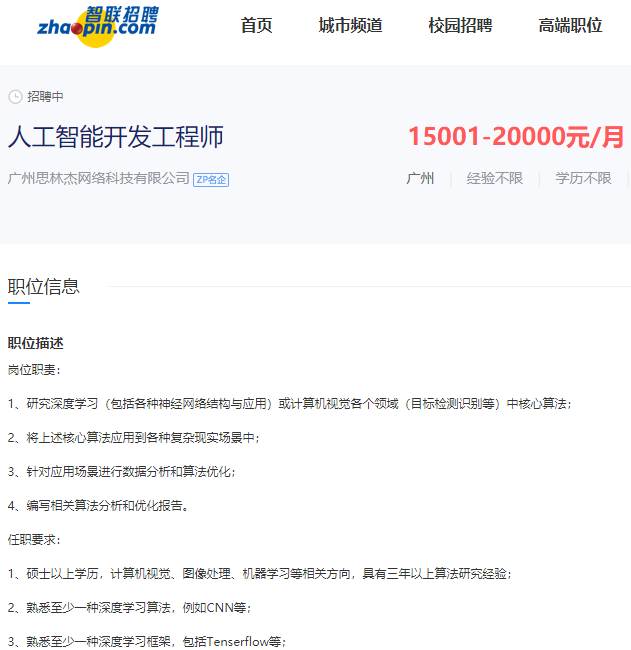 智联招聘
zhaopin.com
首页 城市频道 校园招聘 高端职位
招聘中
人工智能开发工程师 15001-20000元/月
广州思林杰网络科技有限公司 ZP名企 广州 经验不限 学历不限
职位信息
职位描述
岗位职责：
1、研究深度学习（包括各种神经网络结构与应用）或计算机视觉各个领域（目标检测识别等）中核心算法；
2、将上述核心算法应用到各种复杂现实场景中；
3、针对应用场景进行数据分析和算法优化；
4、编写相关算法分析和优化报告。
任职要求：
1、硕士以上学历，计算机视觉、图像处理、机器学习等相关方向，具有三年以上算法研究经验；
2、熟悉至少一种深度学习算法，例如CNN等；
3、熟悉至少一种深度学习框架，包括Tenserflow等；